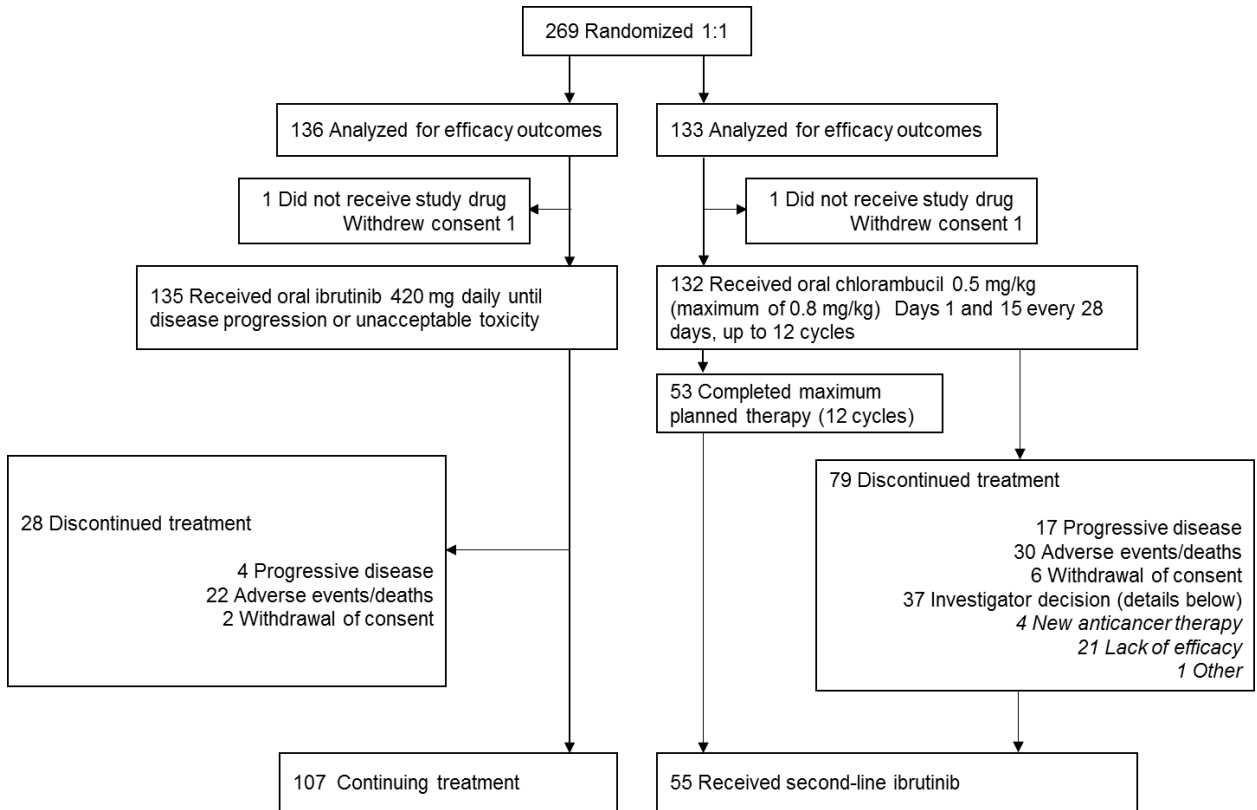 269 Randomized 1:1
136 Analyzed for efficacy outcomes
133 Analyzed for efficacy outcomes
1 Did not receive study drug
Withdrew consent 1
1 Did not receive study drug
Withdrew consent 1
135 Received oral ibrutinib 420 mg daily until
disease progression or unacceptable toxicity
132 Received oral chlorambucil 0.5 mg/kg
(maximum of 0.8 mg/kg) Days 1 and 15 every 28
days, up to 12 cycles
53 Completed maximum
planned therapy (12 cycles)
28 Discontinued treatment
4 Progressive disease
22 Adverse events/deaths
2 Withdrawal of consent
79 Discontinued treatment
17 Progressive disease
30 Adverse events/deaths
6 Withdrawal of consent
37 Investigator decision (details below)
4 New anticancer therapy
21 Lack of efficacy
1 Other
107 Continuing treatment
55 Received second-line ibrutinib